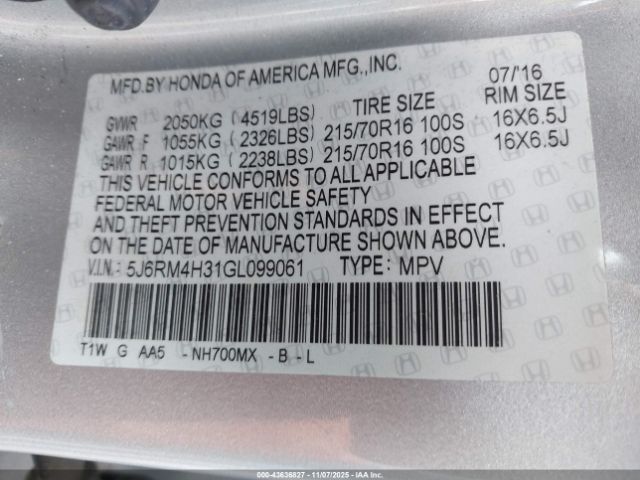 MFD.BY HONDA OF AMERICA MFG.,INC. 07/'16
GVWR 2050KG (4519LBS) TIRE SIZE RIM SIZE
GAWR F 1055KG (2326LBS) 215/70R16 100S 16X6.5J
GAWR R 1015KG (2238LBS) 215/70R16 100S 16X6.5J
THIS VEHICLE CONFORMS TO ALL APPLICABLE
FEDERAL MOTOR VEHICLE SAFETY
AND THEFT PREVENTION STANDARDS IN EFFECT
ON THE DATE OF MANUFACTURE SHOWN ABOVE.
V.I.N.: 5J6RM4H31GL099061 TYPE: MPV
T1W G AA5 -NH700MX -B-L
000-43636827 - 11/07/2025 - IAA Inc.